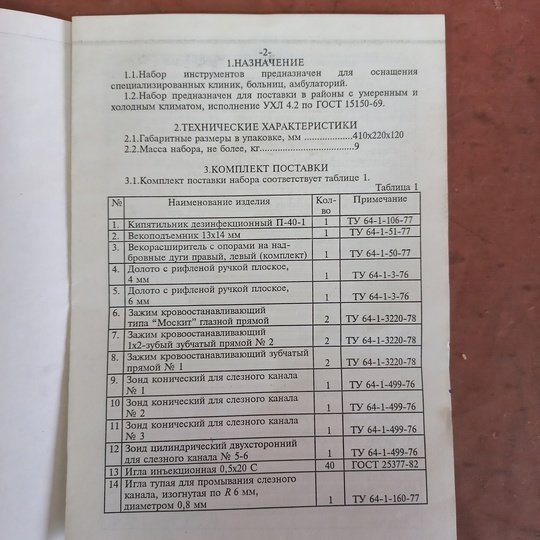 -2-
1.НАЗНАЧЕНИЕ
1.1.Набор инструментов предназначен для оснащения
специализированных клиник, больниц, амбулаторий.
1.2.Набор предназначен для поставки в районы с умеренным и
холодным климатом, исполнение УХЛ 4.2 по ГОСТ 15150-69.
2.ТЕХНИЧЕСКИЕ ХАРАКТЕРИСТИКИ
2.1.Габаритные размеры в упаковке, мм ...................410x220x120
2.2.Масса набора, не более, кг...................................9
3.КОМПЛЕКТ ПОСТАВКИ
3.1.Комплект поставки набора соответствует таблице 1.
Таблица 1
№ Наименование изделия Кол-во Примечание
1. Кипятильник дезинфекционный П-40-1 1 ТУ 64-1-106-77
2. Векоподъемник 13x14 мм 1 ТУ 64-1-51-77
3. Векорасширитель с опорами на над-
бровные дуги правый, левый (комплект) 1 ТУ 64-1-50-77
4. Долото с рифленой ручкой плоское,
4 мм 1 ТУ 64-1-3-76
5. Долото с рифленой ручкой плоское,
6 мм 1 ТУ 64-1-3-76
6. Зажим кровоостанавливающий
типа "Москит" глазной прямой 2 ТУ 64-1-3220-78
7. Зажим кровоостанавливающий
1x2-зубый зубчатый прямой № 2 2 ТУ 64-1-3220-78
8. Зажим кровоостанавливающий зубчатый
прямой № 1 2 ТУ 64-1-3220-78
9. Зонд конический для слезного канала
№ 1 1 ТУ 64-1-499-76
10 Зонд конический для слезного канала
№ 2 1 ТУ 64-1-499-76
11 Зонд конический для слезного канала
№ 3 1 ТУ 64-1-499-76
12 Зонд цилиндрический двухсторонний
для слезного канала № 5-6 1 ТУ 64-1-499-76
13 Игла инъекционная 0,5x20 С 40 ГОСТ 25377-82
14 Игла тупая для промывания слезного
канала, изогнутая по R 6 мм,
диаметром 0,8 мм 1 ТУ 64-1-160-77